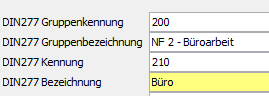 DIN277 Gruppenkennung 200
DIN277 Gruppenbezeichnung NF 2 - Büroarbeit
DIN277 Kennung 210
DIN277 Bezeichnung Büro